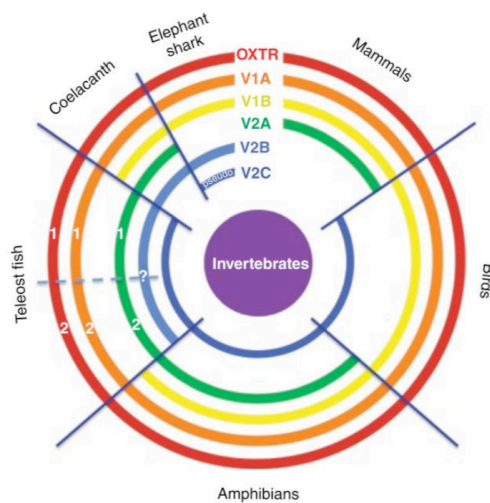 Elephant
shark
Coelacanth
Mammals
OXTR
V1A
V1B
V2A
V2B
V2C
pseudo
Invertebrates
1 1 1
?
2 2 2
Teleost fish
Birds
Amphibians